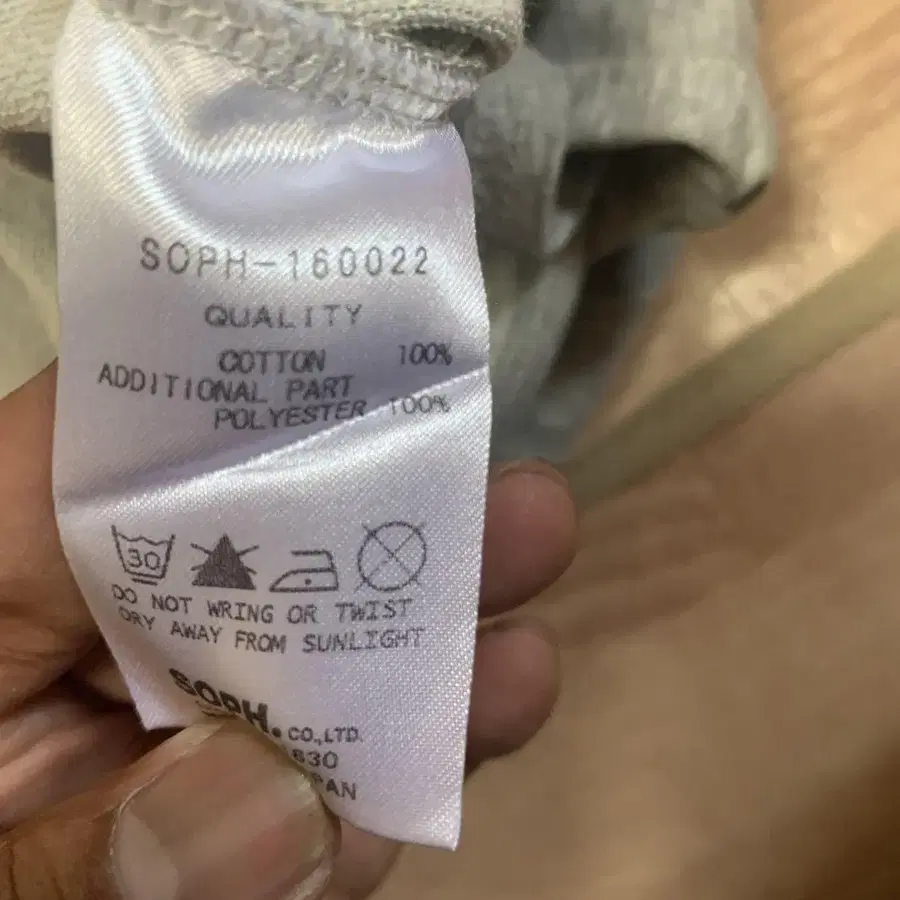 SOPH-160022
QUALITY
COTTON 100%
ADDITIONAL PART
POLYESTER 100%
30
DO NOT WRING OR TWIST
DRY AWAY FROM SUNLIGHT
SOPH. CO.,LTD.
630